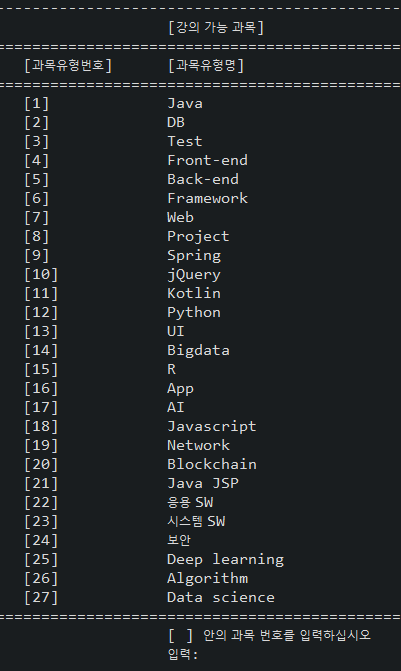 [강의 가능 과목]
[과목유형번호] [과목유형명]
[1] Java
[2] DB
[3] Test
[4] Front-end
[5] Back-end
[6] Framework
[7] Web
[8] Project
[9] Spring
[10] jQuery
[11] Kotlin
[12] Python
[13] UI
[14] Bigdata
[15] R
[16] App
[17] AI
[18] Javascript
[19] Network
[20] Blockchain
[21] Java JSP
[22] 응용 SW
[23] 시스템 SW
[24] 보안
[25] Deep learning
[26] Algorithm
[27] Data science
[ ] 안의 과목 번호를 입력하십시오
입력: